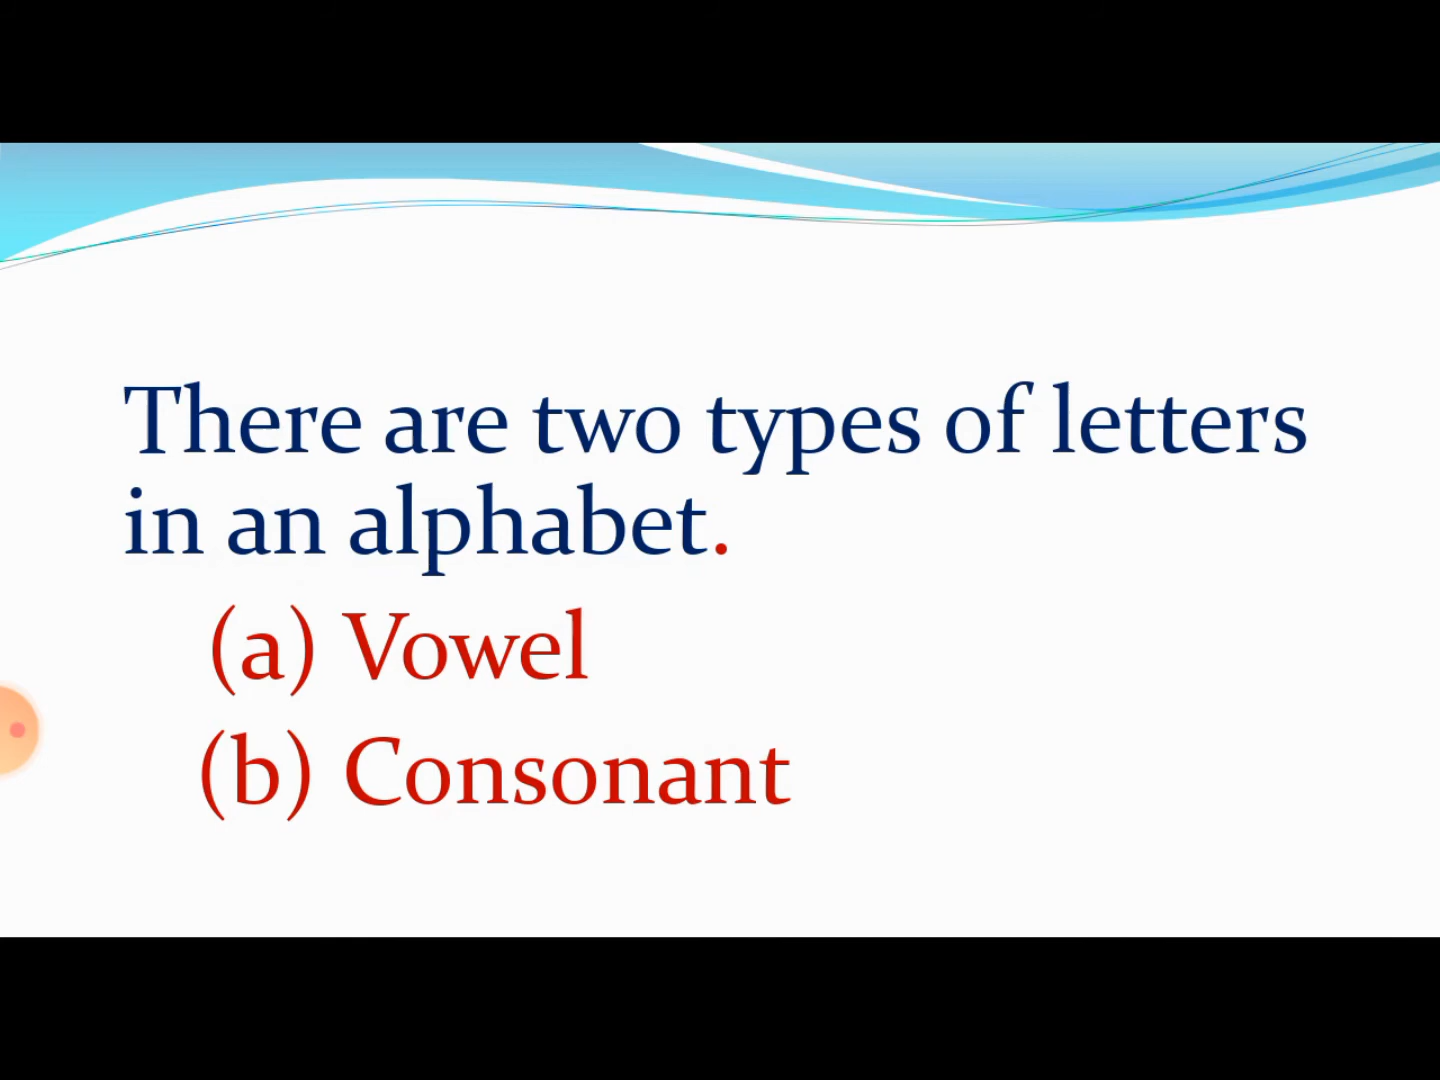 There are two types of letters
in an alphabet.
(a) Vowel
(b) Consonant